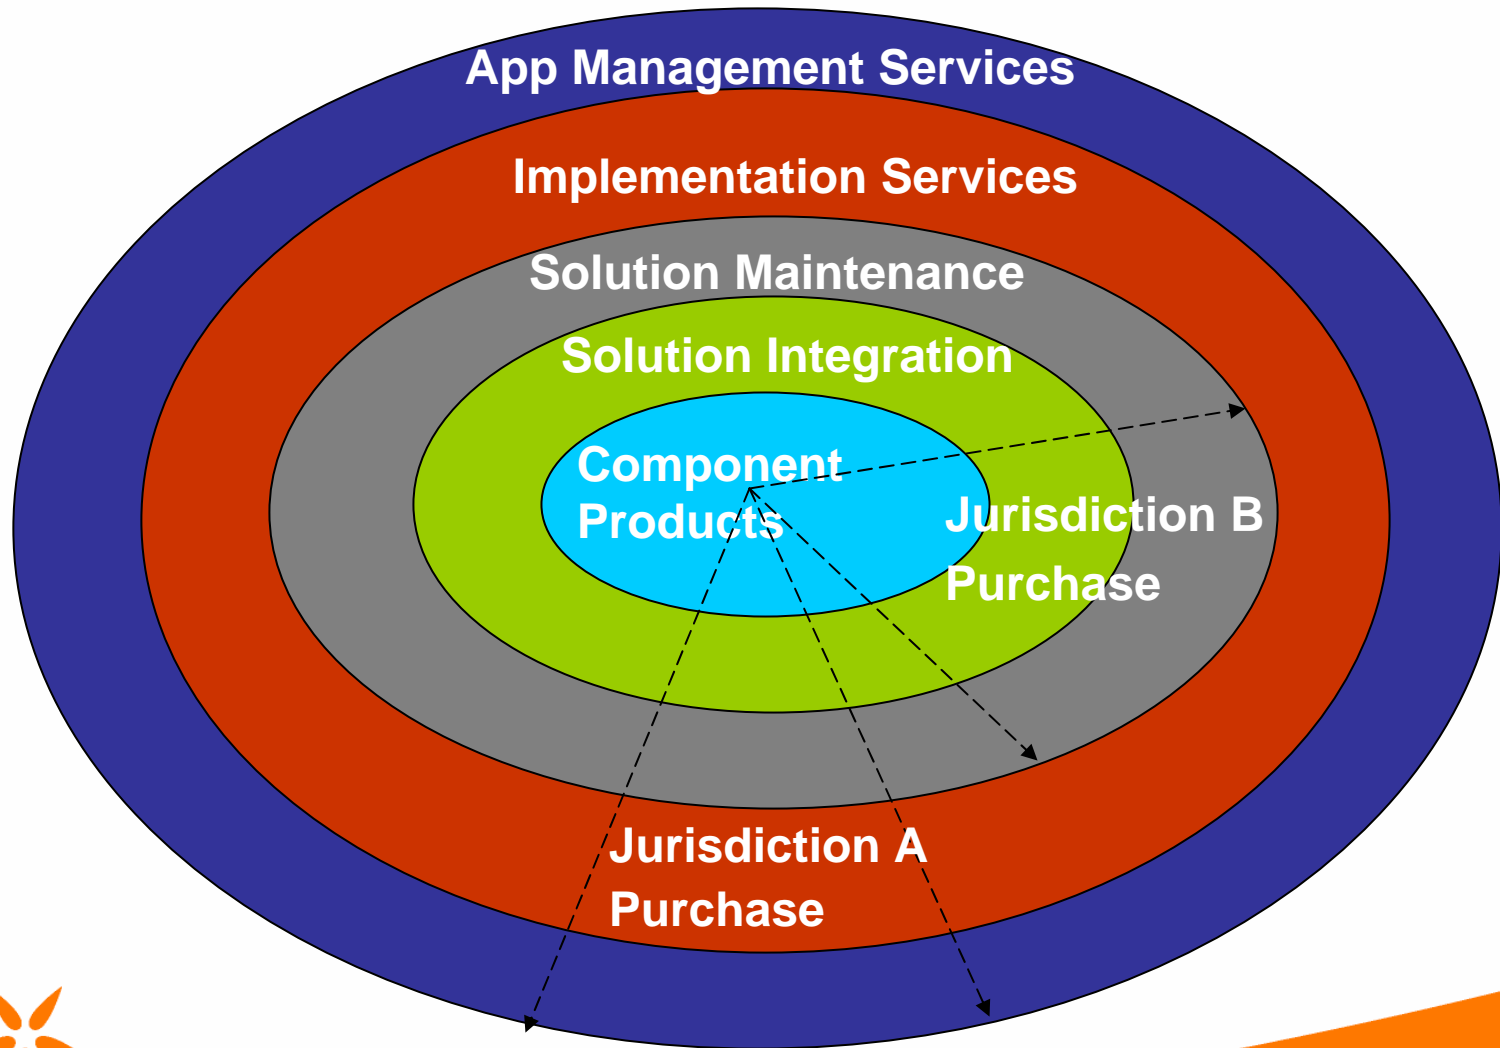 App Management Services
Implementation Services
Solution Maintenance
Solution Integration
Component
Products
Jurisdiction B
Purchase
Jurisdiction A
Purchase